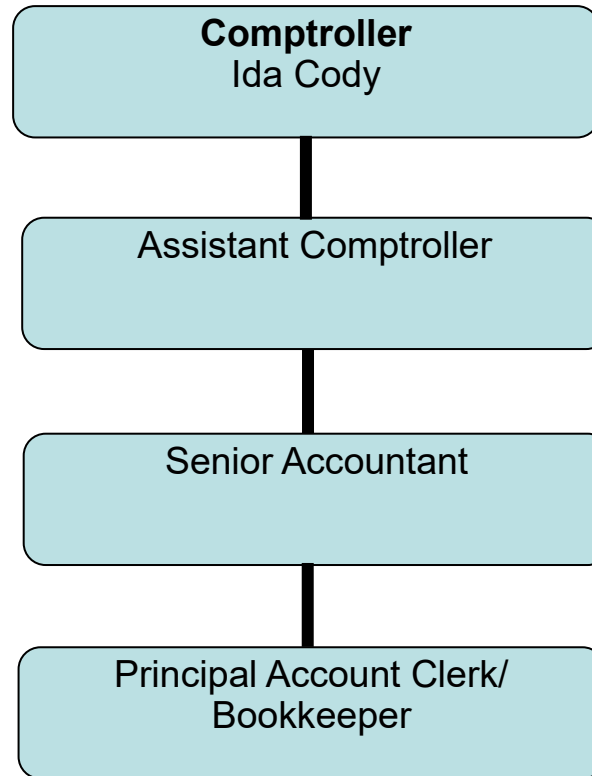 Comptroller
Ida Cody
Assistant Comptroller
Senior Accountant
Principal Account Clerk/
Bookkeeper